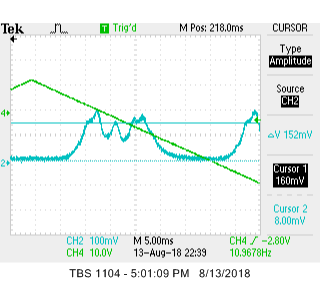 Tek T Trig'd M Pos: 218.0ms CURSOR
Type
Amplitude
Source
CH2
△V 152mV
Cursor 1
160mV
Cursor 2
8.00mV
4
2
CH2 100mV M 5.00ms CH4 ∕ -2.80V
CH4 10.0V 13-Aug-18 22:39 10.9678Hz
TBS 1104 - 5:01:09 PM 8/13/2018